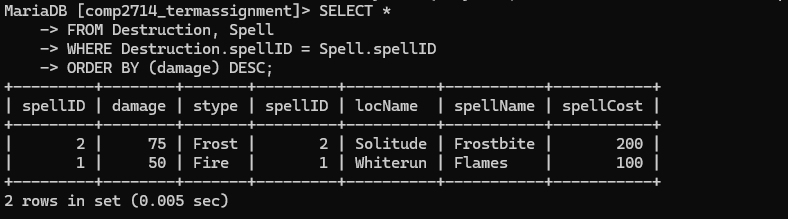 MariaDB [comp2714_termassignment]> SELECT *
    -> FROM Destruction, Spell
    -> WHERE Destruction.spellID = Spell.spellID
    -> ORDER BY (damage) DESC;
+---------+--------+-------+---------+----------+-----------+-----------+
| spellID | damage | stype | spellID | locName  | spellName | spellCost |
+---------+--------+-------+---------+----------+-----------+-----------+
|       2 |     75 | Frost |       2 | Solitude | Frostbite |       200 |
|       1 |     50 | Fire  |       1 | Whiterun | Flames    |       100 |
+---------+--------+-------+---------+----------+-----------+-----------+
2 rows in set (0.005 sec)